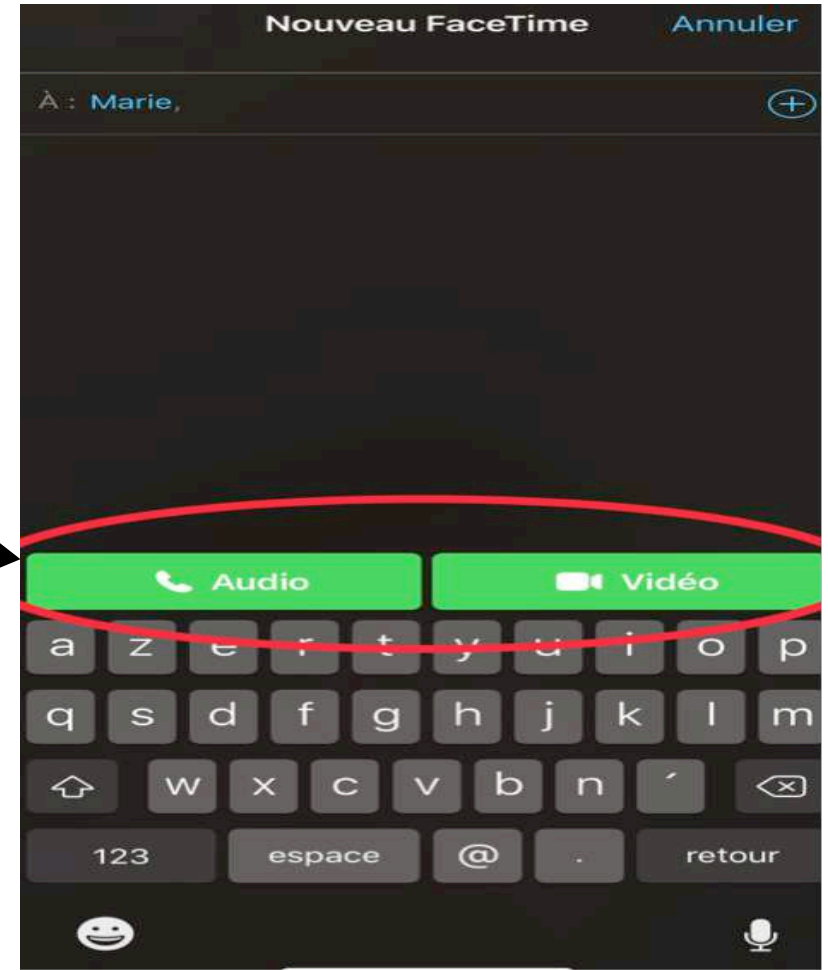 Nouveau FaceTime Annuler
À : Marie,
Audio Vidéo
a z e r t y u i o p
q s d f g h j k l m
w x c v b n ´
123 espace @ . retour